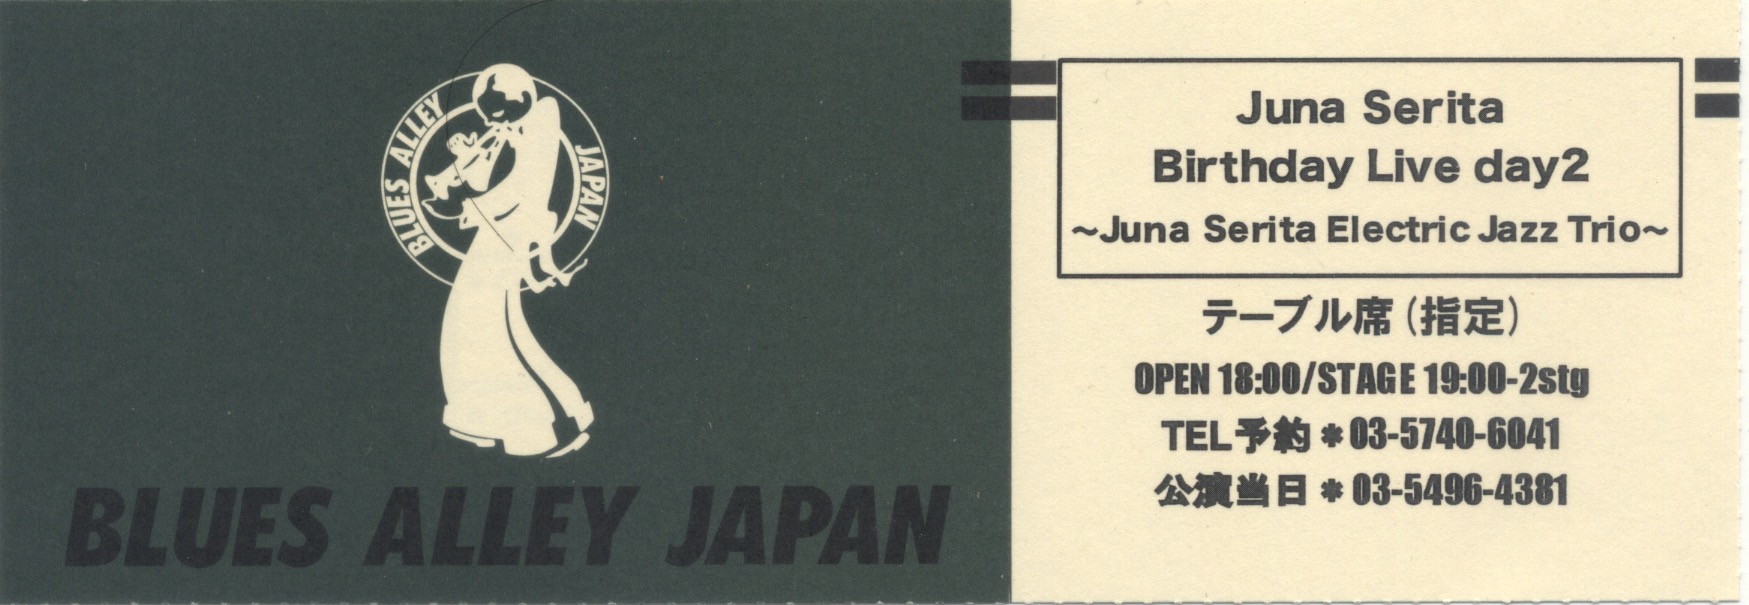 BLUES ALLEY JAPAN
BLUES ALLEY JAPAN
Juna Serita
Birthday Live day2
~Juna Serita Electric Jazz Trio~
テーブル席(指定)
OPEN 18:00/STAGE 19:00-2stg
TEL予約＊03-5740-6041
公演当日＊03-5496-4381